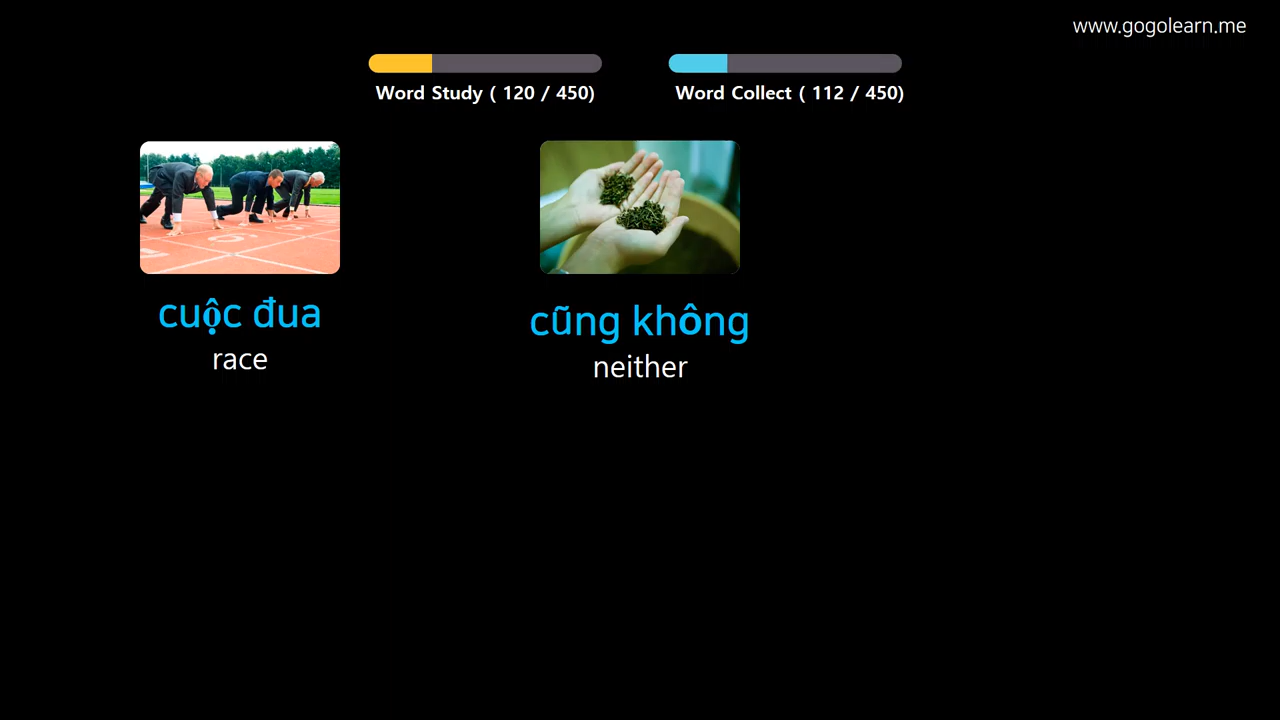 www.gogolearn.me
Word Study ( 120 / 450)
Word Collect ( 112 / 450)
cuộc đua
race
cũng không
neither